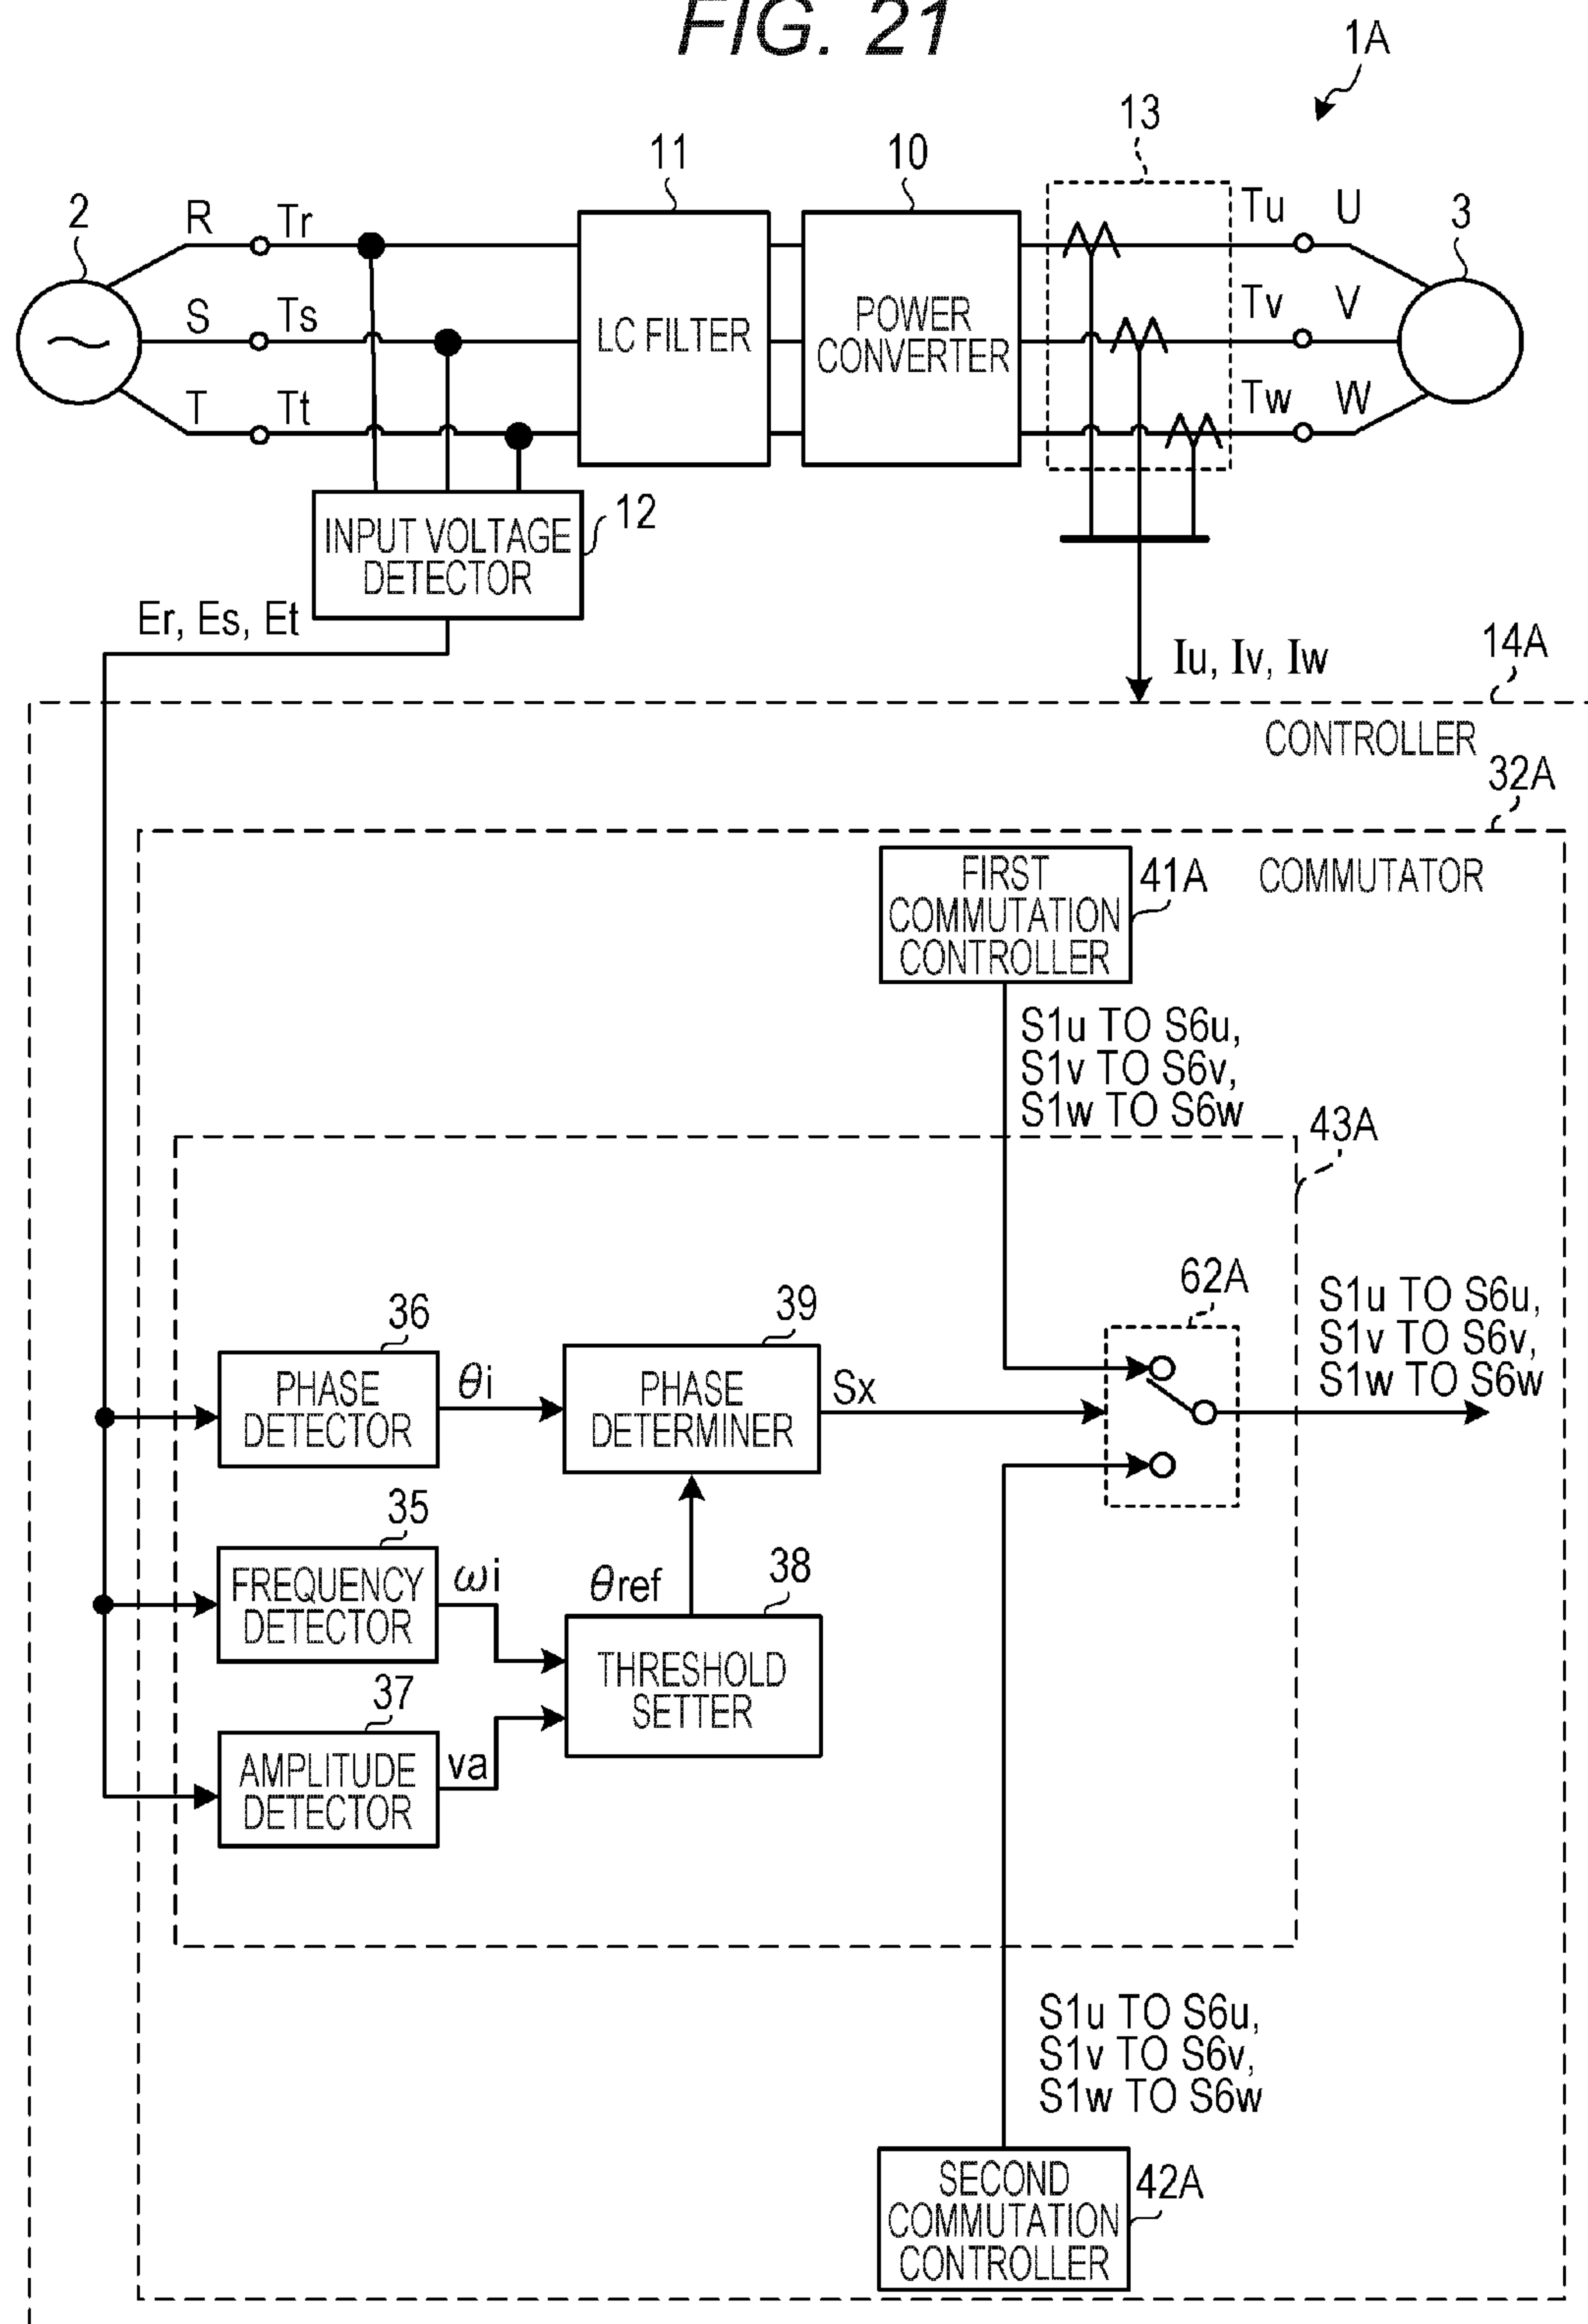 FIG. 21
1A
13
11
10
2
R
Tr
Tu
U
3
S
Ts
LC FILTER
POWER
CONVERTER
Tv
V
T
Tt
Tw
W
INPUT VOLTAGE
DETECTOR
12
Er, Es, Et
Iu, Iv, Iw
14A
CONTROLLER
32A
FIRST
COMMUTATION
CONTROLLER
41A
COMMUTATOR
S1u TO S6u,
S1v TO S6v,
S1w TO S6w
43A
62A
S1u TO S6u,
S1v TO S6v,
S1w TO S6w
36
39
PHASE
DETECTOR
θi
PHASE
DETERMINER
Sx
35
FREQUENCY
DETECTOR
ωi
θref
38
THRESHOLD
SETTER
37
AMPLITUDE
DETECTOR
va
S1u TO S6u,
S1v TO S6v,
S1w TO S6w
SECOND
COMMUTATION
CONTROLLER
42A